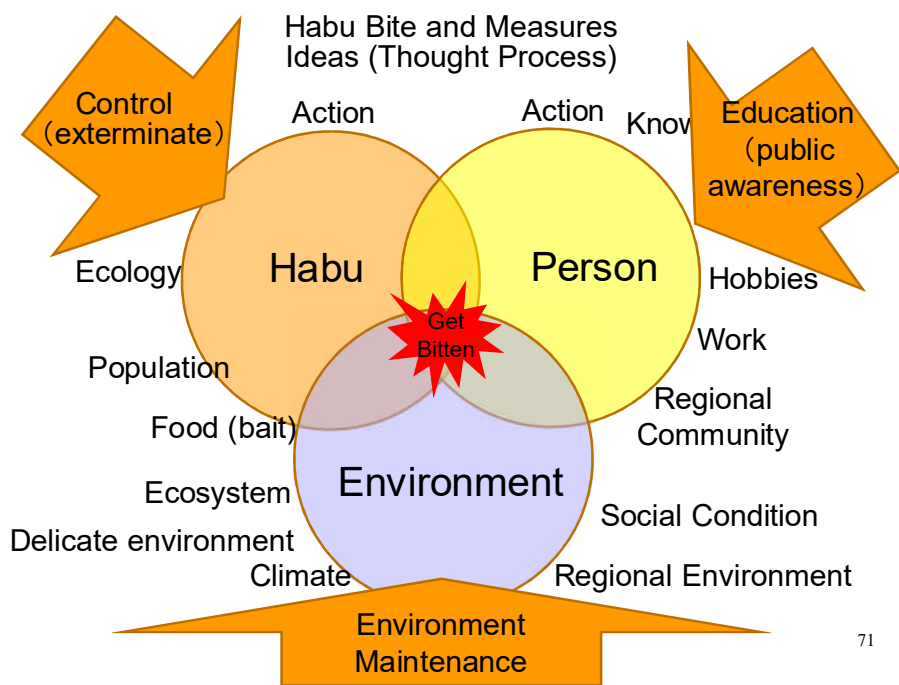 Habu Bite and Measures
Ideas (Thought Process)
Control
（exterminate）
Action
Action
Know
Education
（public
awareness）
Ecology
Habu
Person
Hobbies
Get
Bitten
Work
Population
Regional
Community
Food (bait)
Environment
Ecosystem
Social Condition
Delicate environment
Climate
Regional Environment
Environment
Maintenance
71